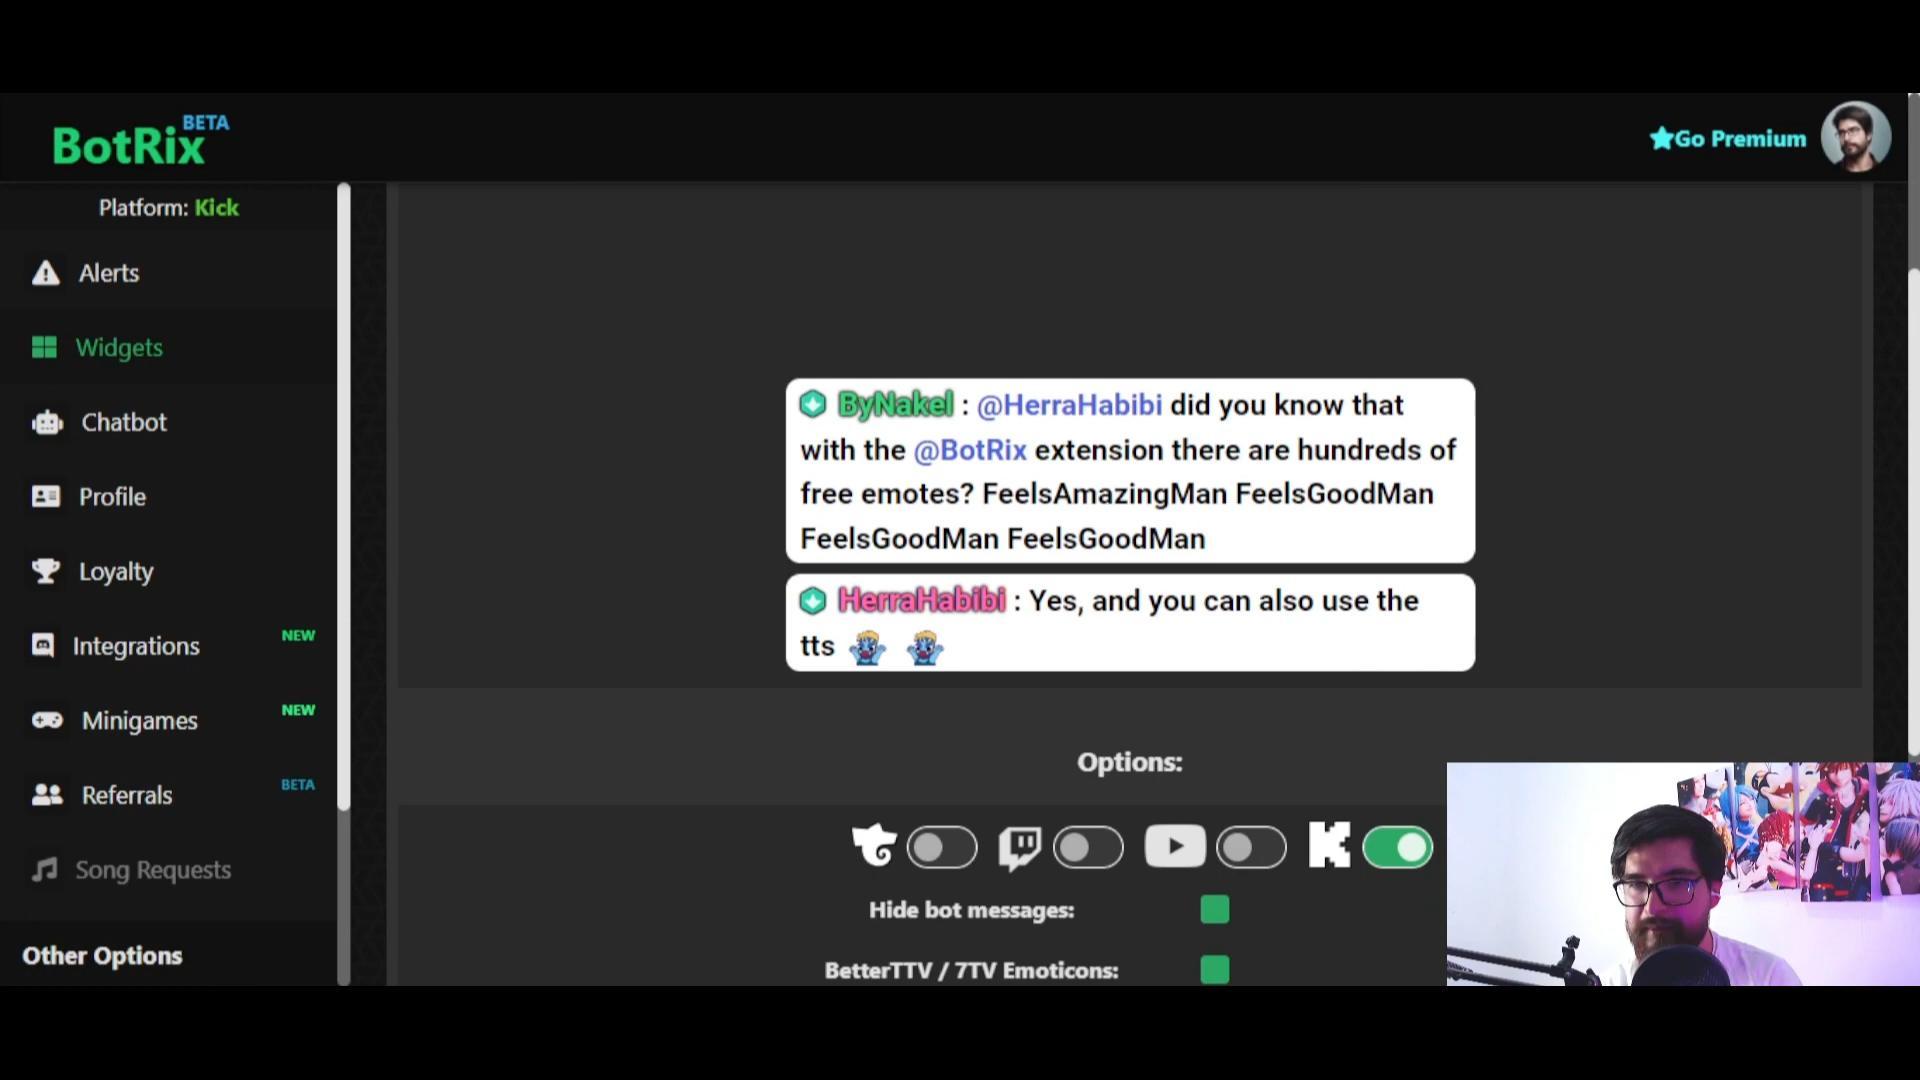 BotRix BETA
Go Premium
Platform: Kick
Alerts
Widgets
Chatbot
Profile
Loyalty
Integrations NEW
Minigames NEW
Referrals BETA
Song Requests
Other Options
ByNakel : @HerraHabibi did you know that
with the @BotRix extension there are hundreds of
free emotes? FeelsAmazingMan FeelsGoodMan
FeelsGoodMan FeelsGoodMan
HerraHabibi : Yes, and you can also use the
tts
Options:
Hide bot messages:
BetterTTV / 7TV Emoticons: